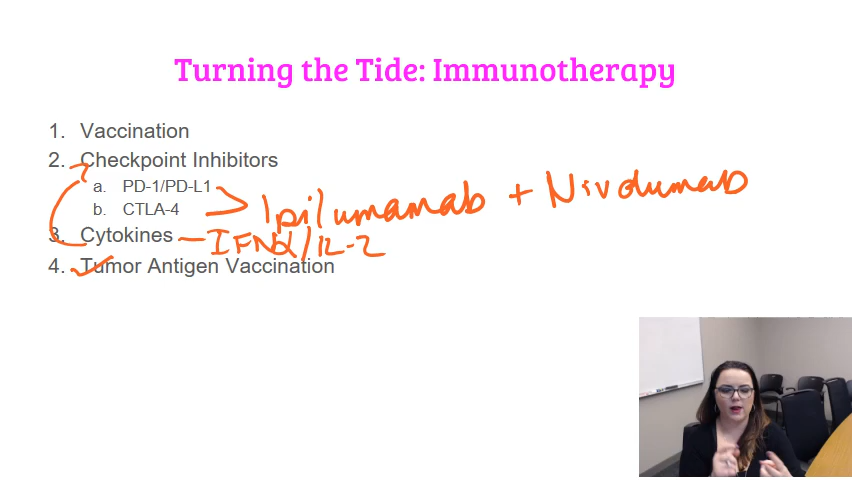 Turning the Tide: Immunotherapy
1. Vaccination
2. Checkpoint Inhibitors
a. PD-1/PD-L1
b. CTLA-4
Ipilumamab + Nivolumab
3. Cytokines — IFNα/IL-2
4. Tumor Antigen Vaccination